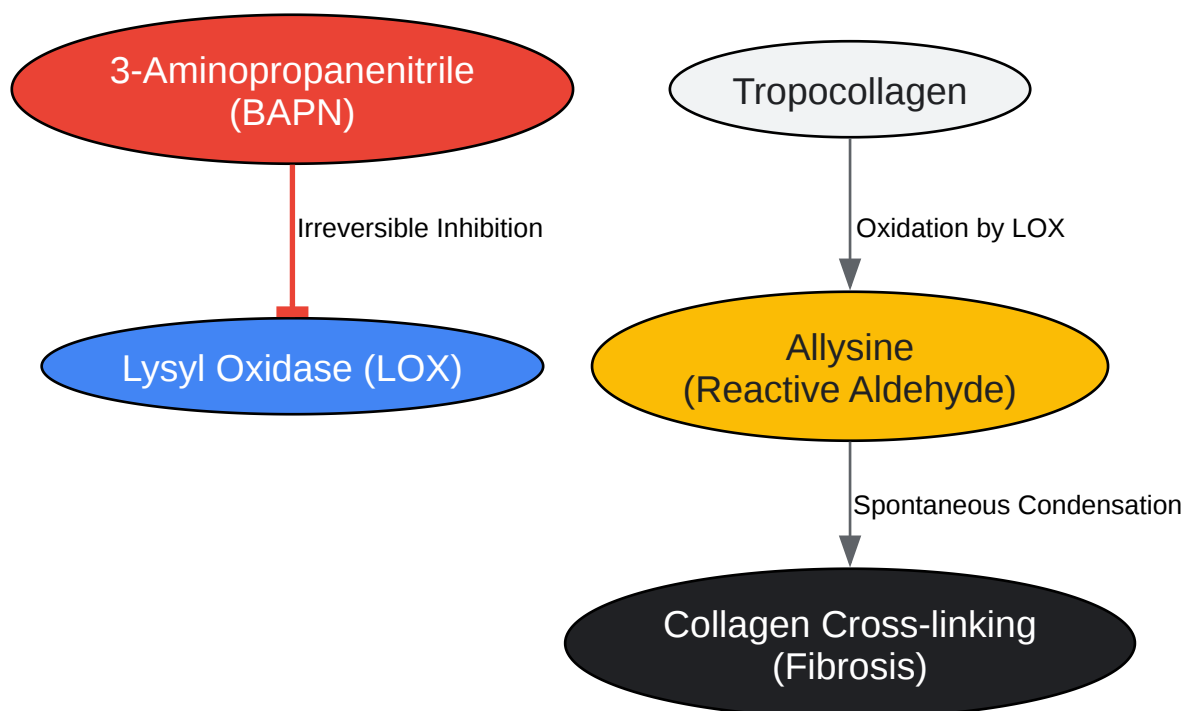 3-Aminopropanenitrile
(BAPN)
Irreversible Inhibition
Lysyl Oxidase (LOX)
Tropocollagen
Oxidation by LOX
Allysine
(Reactive Aldehyde)
Spontaneous Condensation
Collagen Cross-linking
(Fibrosis)